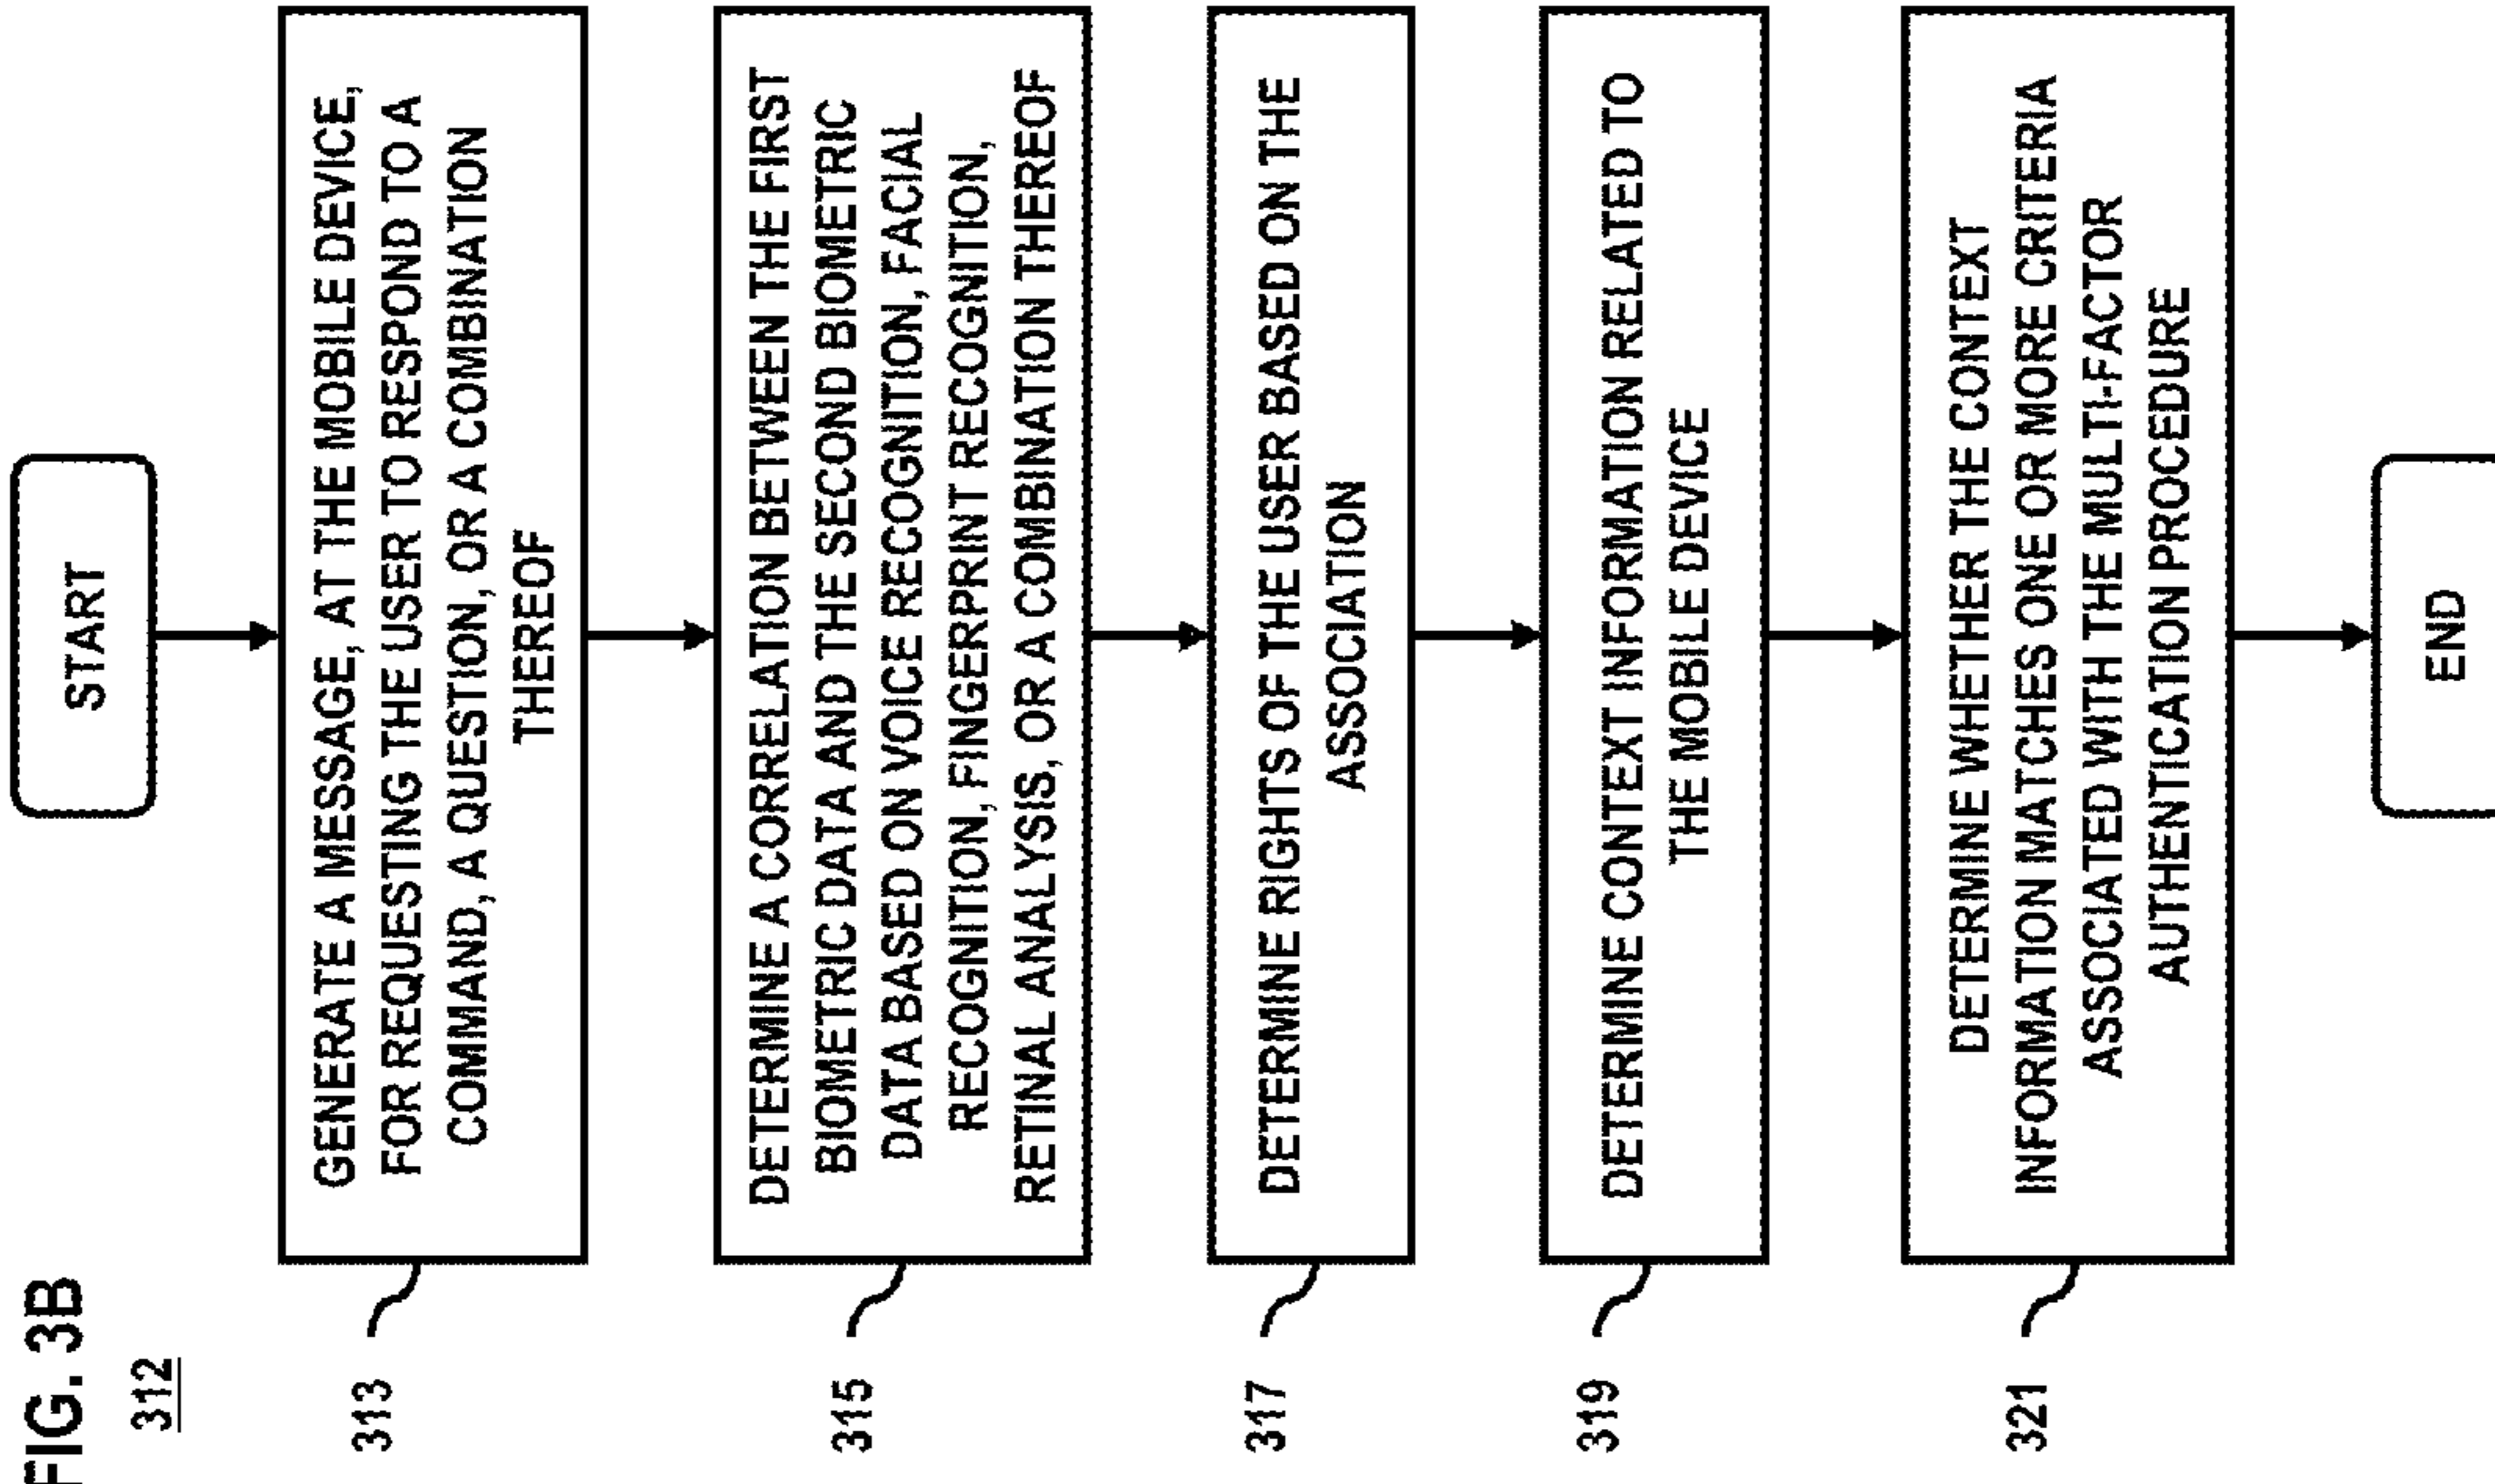 FIG. 3B
312
START
313
GENERATE A MESSAGE, AT THE MOBILE DEVICE,
FOR REQUESTING THE USER TO RESPOND TO A
COMMAND, A QUESTION, OR A COMBINATION
THEREOF
315
DETERMINE A CORRELATION BETWEEN THE FIRST
BIOMETRIC DATA AND THE SECOND BIOMETRIC
DATA BASED ON VOICE RECOGNITION, FACIAL
RECOGNITION, FINGERPRINT RECOGNITION,
RETINAL ANALYSIS, OR A COMBINATION THEREOF
317
DETERMINE RIGHTS OF THE USER BASED ON THE
ASSOCIATION
319
DETERMINE CONTEXT INFORMATION RELATED TO
THE MOBILE DEVICE
321
DETERMINE WHETHER THE CONTEXT
INFORMATION MATCHES ONE OR MORE CRITERIA
ASSOCIATED WITH THE MULTI-FACTOR
AUTHENTICATION PROCEDURE
END